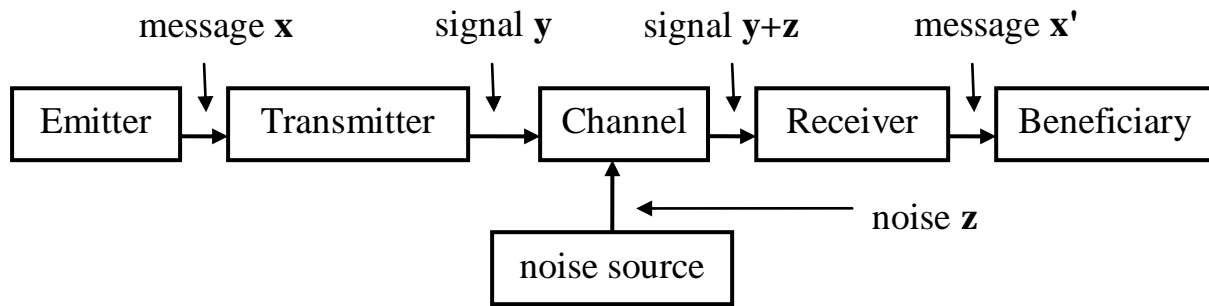 message x
signal y
signal y+z
message x'
Emitter
Transmitter
Channel
Receiver
Beneficiary
noise z
noise source